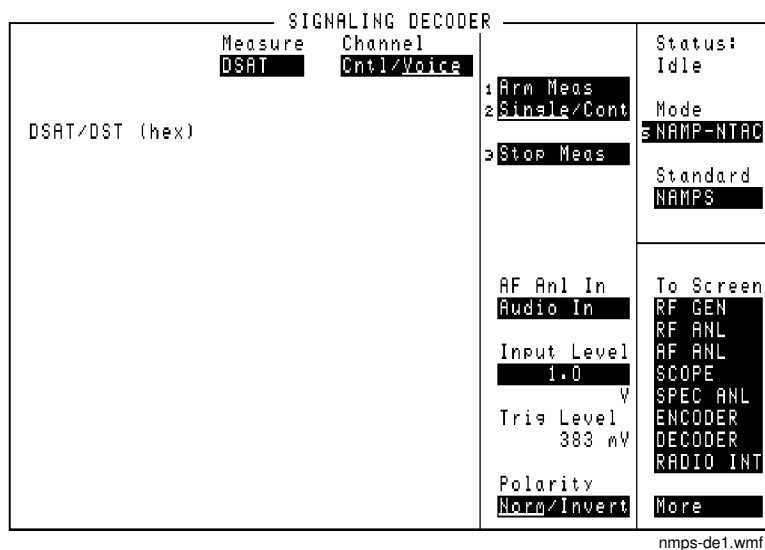 SIGNALING DECODER
Measure
DSAT
Channel
Cntl/Voice
DSAT/DST (hex)
1 Arm Meas
2 Single/Cont
3 Stop Meas
AF Anl In
Audio In
Input Level
1.0
V
Trig Level
383 mV
Polarity
Norm/Invert
Status:
Idle
Mode
s NAMP-NTAC
Standard
NAMPS
To Screen
RF GEN
RF ANL
AF ANL
SCOPE
SPEC ANL
ENCODER
DECODER
RADIO INT
More
nmps-de1.wmf